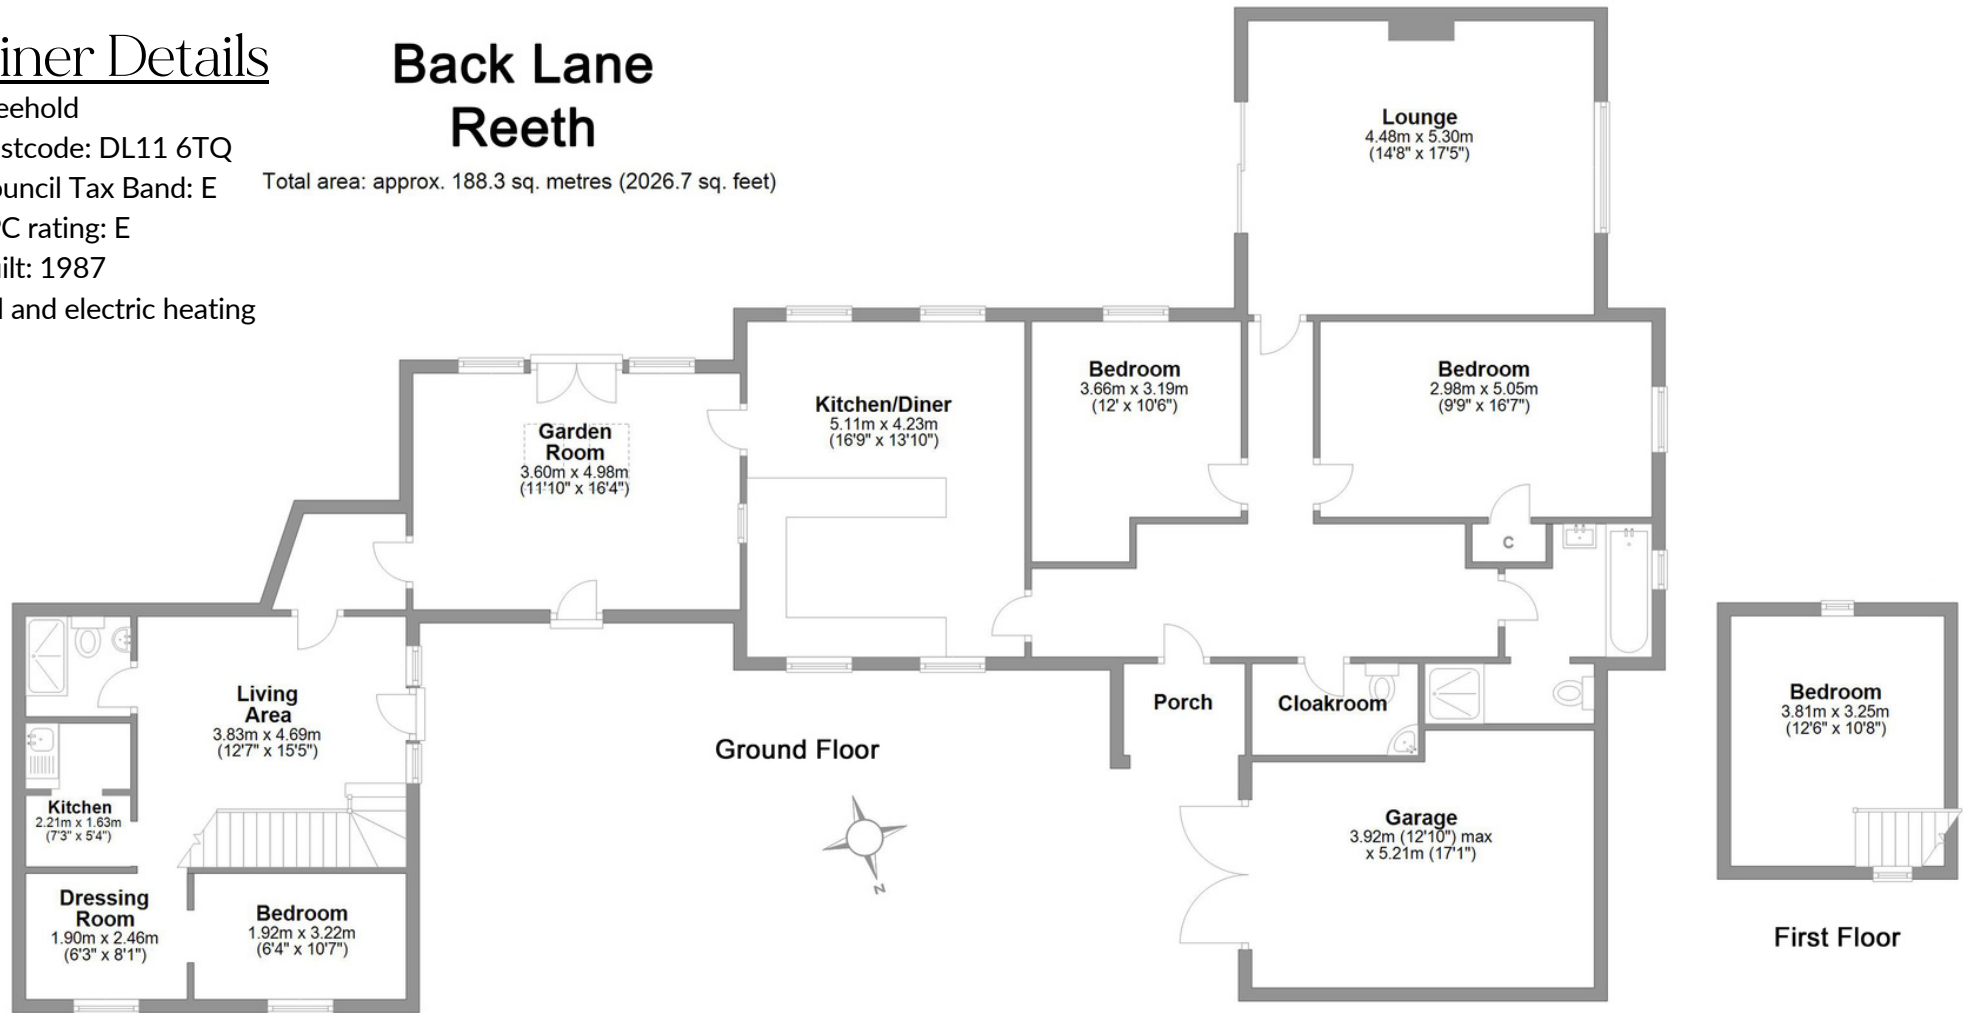 iner Details
eehold
stcode: DL11 6TQ
ouncil Tax Band: E
C rating: E
ilt: 1987
l and electric heating
Back Lane
Reeth
Total area: approx. 188.3 sq. metres (2026.7 sq. feet)
Lounge
4.48m x 5.30m
(14'8" x 17'5")
Bedroom
3.66m x 3.19m
(12' x 10'6")
Bedroom
2.98m x 5.05m
(9'9" x 16'7")
Kitchen/Diner
5.11m x 4.23m
(16'9" x 13'10")
Garden
Room
3.60m x 4.98m
(11'10" x 16'4")
C
Living
Area
3.83m x 4.69m
(12'7" x 15'5")
Porch
Cloakroom
Bedroom
3.81m x 3.25m
(12'6" x 10'8")
Ground Floor
Kitchen
2.21m x 1.63m
(7'3" x 5'4")
Garage
3.92m (12'10") max
x 5.21m (17'1")
N
Dressing
Room
1.90m x 2.46m
(6'3" x 8'1")
Bedroom
1.92m x 3.22m
(6'4" x 10'7")
First Floor